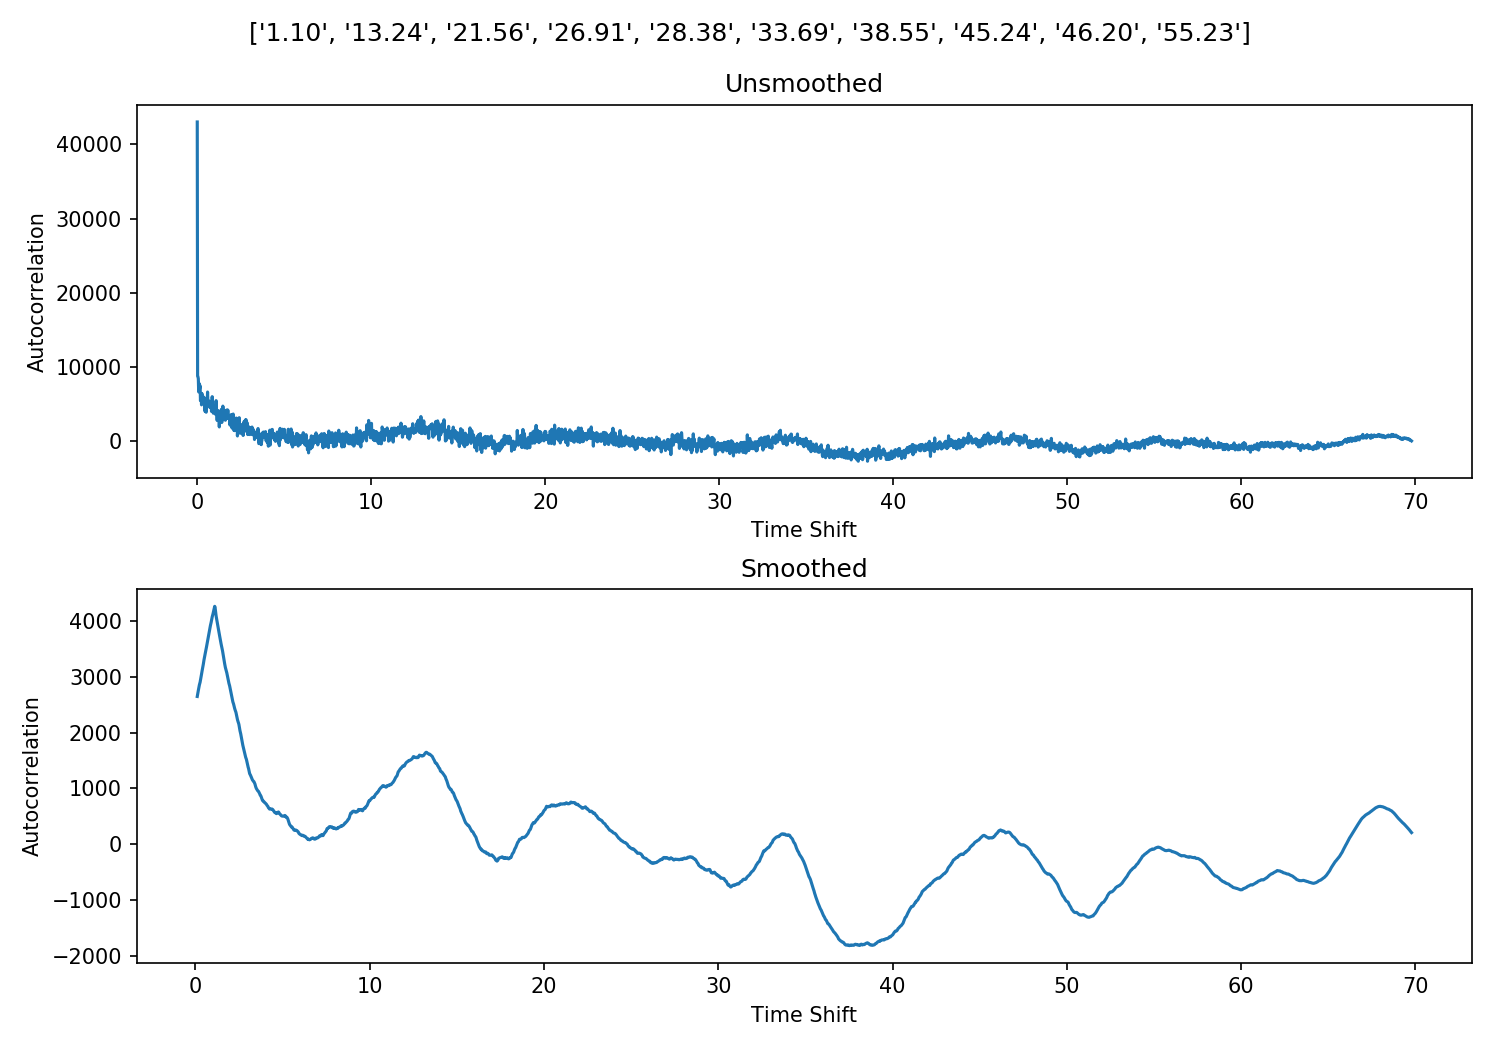 ['1.10', '13.24', '21.56', '26.91', '28.38', '33.69', '38.55', '45.24', '46.20', '55.23']
Unsmoothed
Autocorrelation
40000
30000
20000
10000
0
0 10 20 30 40 50 60 70
Time Shift
Smoothed
Autocorrelation
4000
3000
2000
1000
0
−1000
−2000
0 10 20 30 40 50 60 70
Time Shift